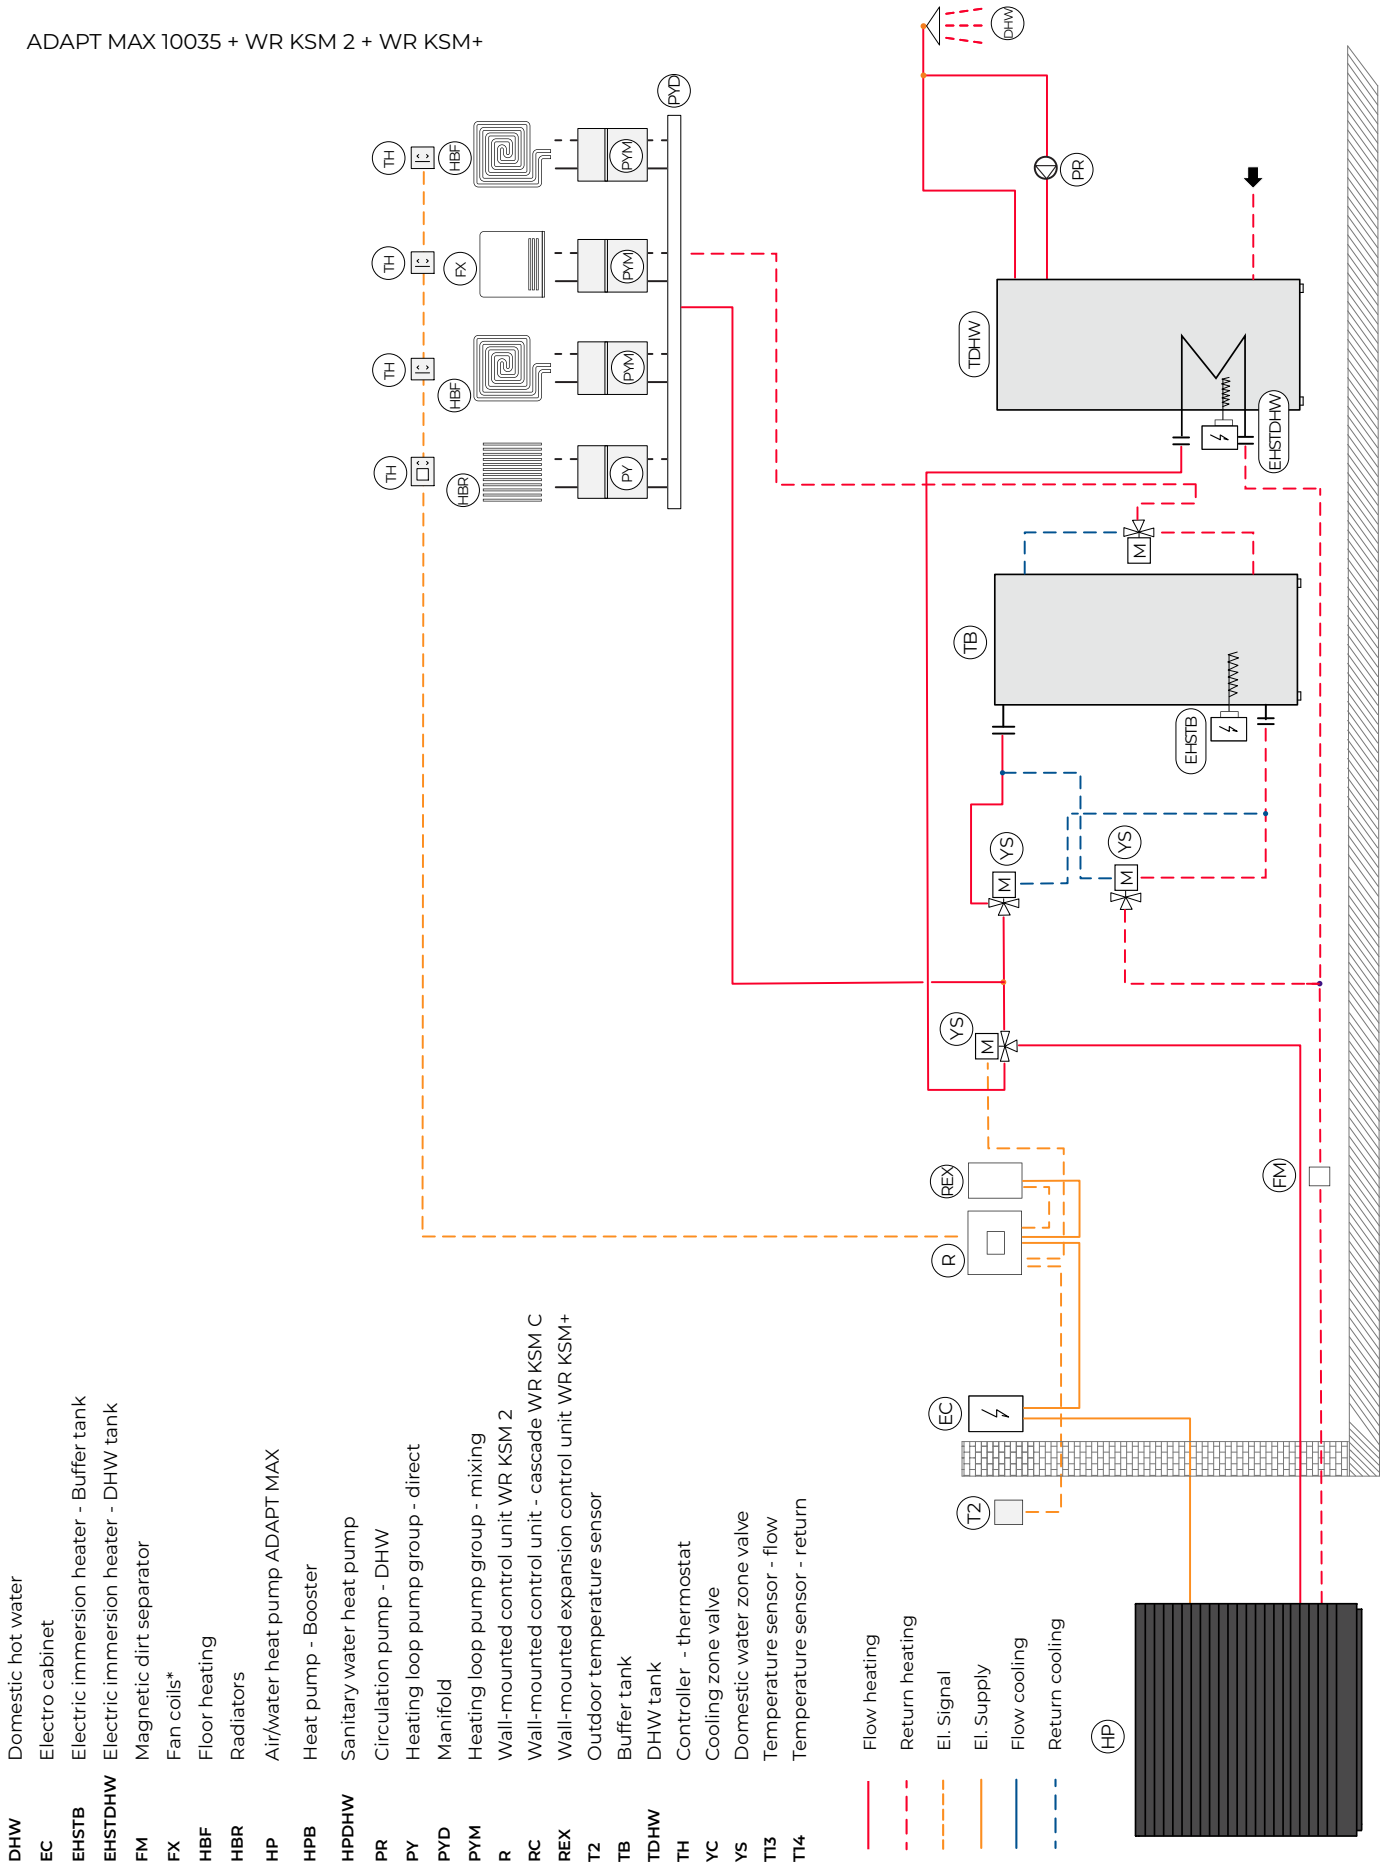 ADAPT MAX 10035 + WR KSM 2 + WR KSM+
DHW
PYD
TH
HBF
PYM
TH
FX
PYM
TH
HBF
PYM
TH
HBR
PY
PR
TDHW
EHSTDHW
M
TB
EHSTB
YS
M
YS
M
YS
M
REX
R
FM
EC
T2
HP
DHW Domestic hot water
EC Electro cabinet
EHSTB Electric immersion heater - Buffer tank
EHSTDHW Electric immersion heater - DHW tank
FM Magnetic dirt separator
FX Fan coils*
HBF Floor heating
HBR Radiators
HP Air/water heat pump ADAPT MAX
HPB Heat pump - Booster
HPDHW Sanitary water heat pump
PR Circulation pump - DHW
PY Heating loop pump group - direct
PYD Manifold
PYM Heating loop pump group - mixing
R Wall-mounted control unit WR KSM 2
RC Wall-mounted control unit - cascade WR KSM C
REX Wall-mounted expansion control unit WR KSM+
T2 Outdoor temperature sensor
TB Buffer tank
TDHW DHW tank
TH Controller - thermostat
YC Cooling zone valve
YS Domestic water zone valve
T13 Temperature sensor - flow
T14 Temperature sensor - return
Flow heating
Return heating
El. Signal
El. Supply
Flow cooling
Return cooling